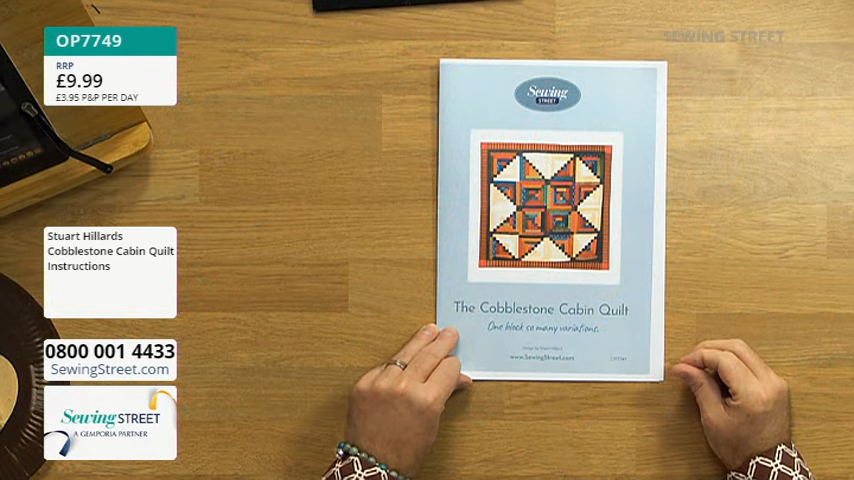 OP7749
RRP
£9.99
£3.95 P&P PER DAY
Stuart Hillards
Cobblestone Cabin Quilt
Instructions
0800 001 4433
SewingStreet.com
Sewing STREET
A GEMPORIA PARTNER
SEWING STREET
Sewing
STREET
The Cobblestone Cabin Quilt
One block so many variations.
www.SewingStreet.com